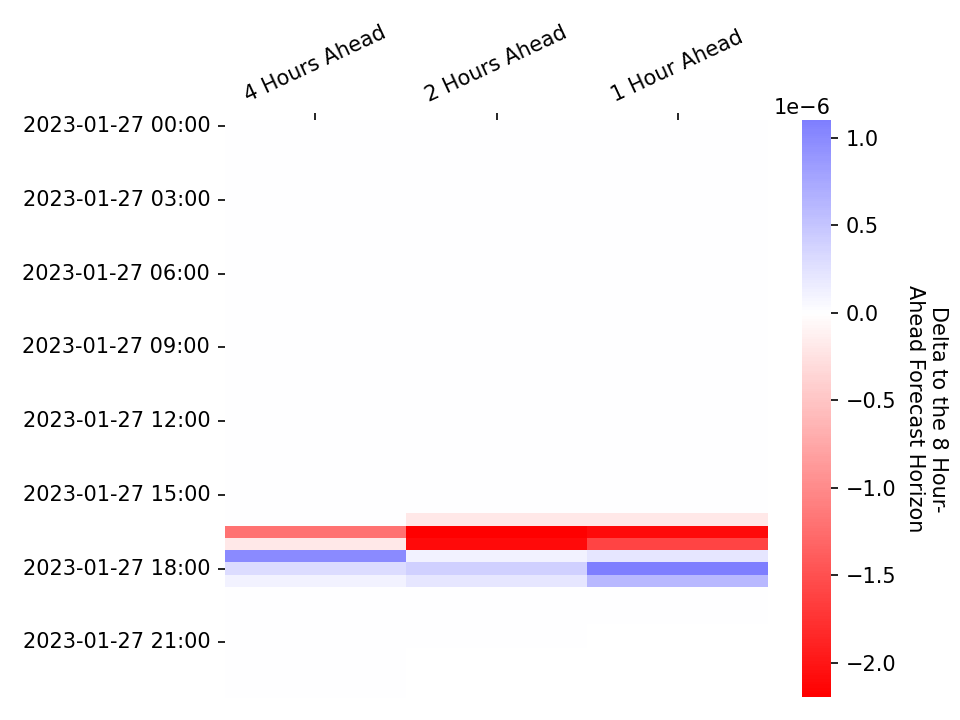 4 Hours Ahead
2 Hours Ahead
1 Hour Ahead
1e−6
2023-01-27 00:00
2023-01-27 03:00
2023-01-27 06:00
2023-01-27 09:00
2023-01-27 12:00
2023-01-27 15:00
2023-01-27 18:00
2023-01-27 21:00
1.0
0.5
0.0
−0.5
−1.0
−1.5
−2.0
Delta to the 8 Hour-
Ahead Forecast Horizon